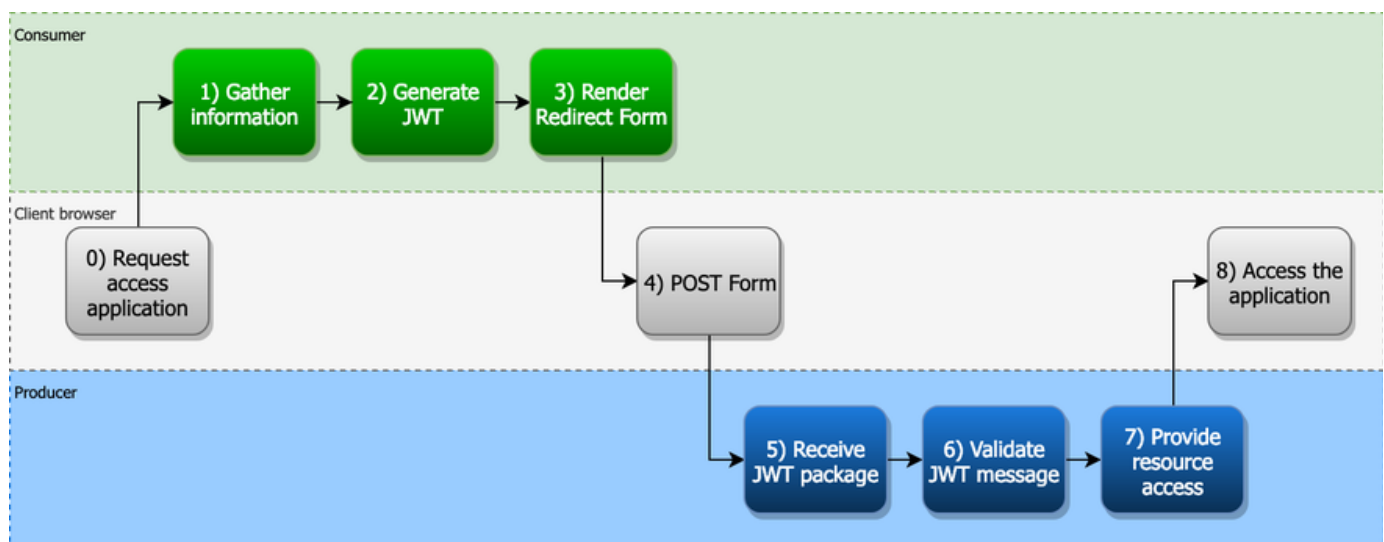 Consumer
1) Gather
information
2) Generate
JWT
3) Render
Redirect Form
Client browser
0) Request
access
application
4) POST Form
8) Access the
application
Producer
5) Receive
JWT package
6) Validate
JWT message
7) Provide
resource
access